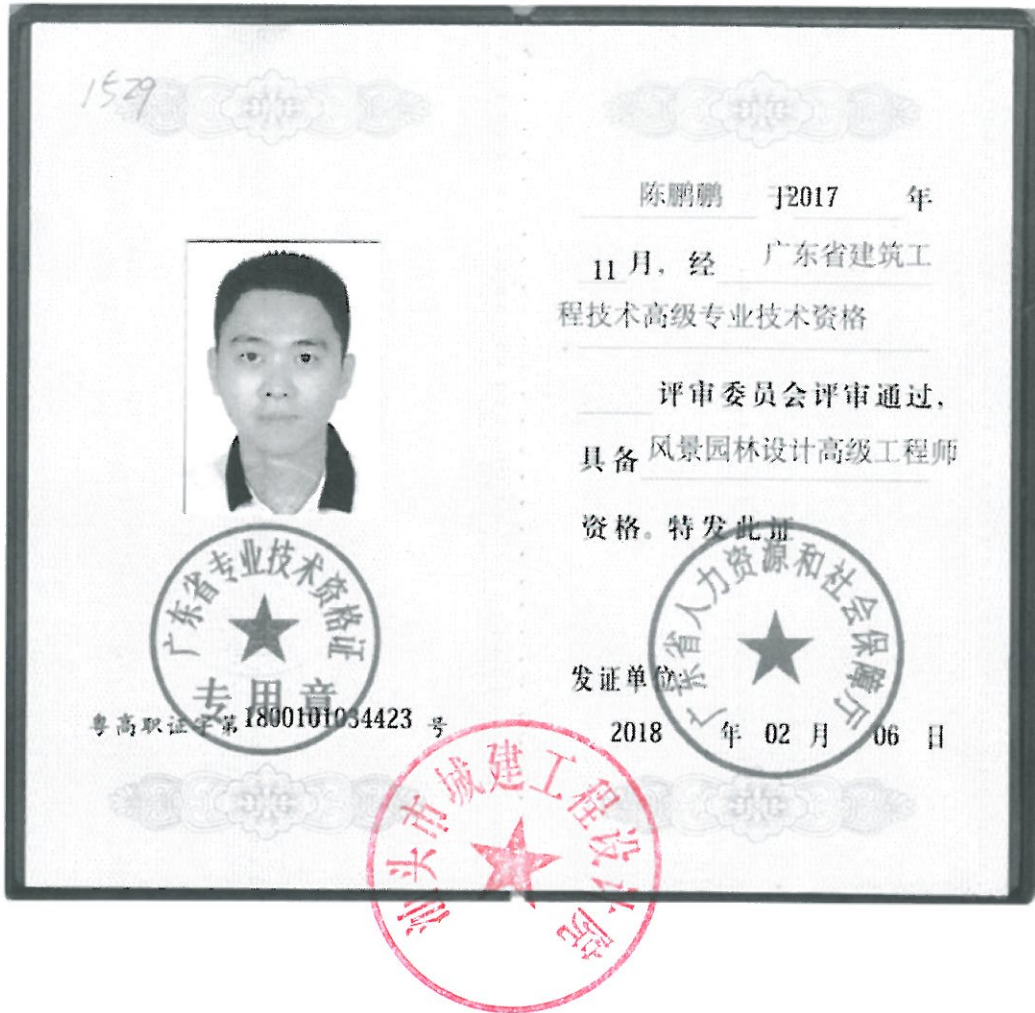 1529
广东省专业技术资格证
专用章
粤高职证字第 1800101034423 号
陈鹏鹏 于2017 年
11 月，经 广东省建筑工
程技术高级专业技术资格
评审委员会评审通过，
具备 风景园林设计高级工程师
资格。特发此证
广东省人力资源和社会保障厅
发证单位
2018 年 02 月 06 日
汕头市城建工程设计院